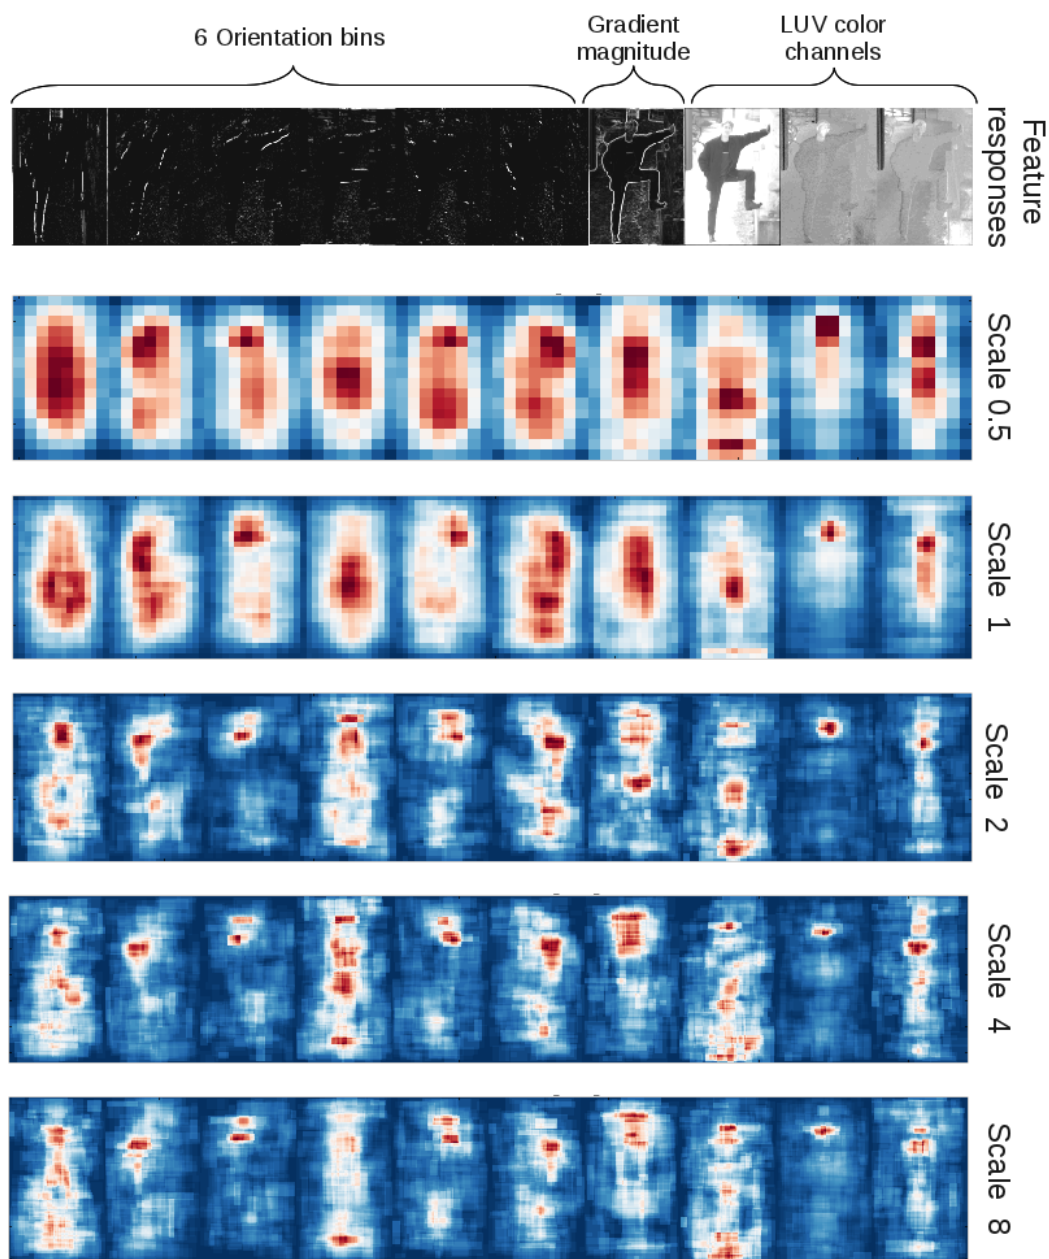 6 Orientation bins
Gradient
magnitude
LUV color
channels
Feature
responses
Scale 0.5
Scale 1
Scale 2
Scale 4
Scale 8